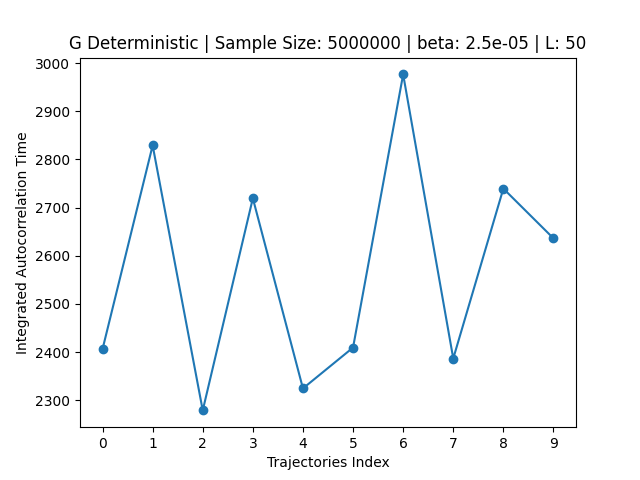 G Deterministic | Sample Size: 5000000 | beta: 2.5e-05 | L: 50
3000
2900
2800
2700
2600
2500
2400
2300
Integrated Autocorrelation Time
0 1 2 3 4 5 6 7 8 9
Trajectories Index